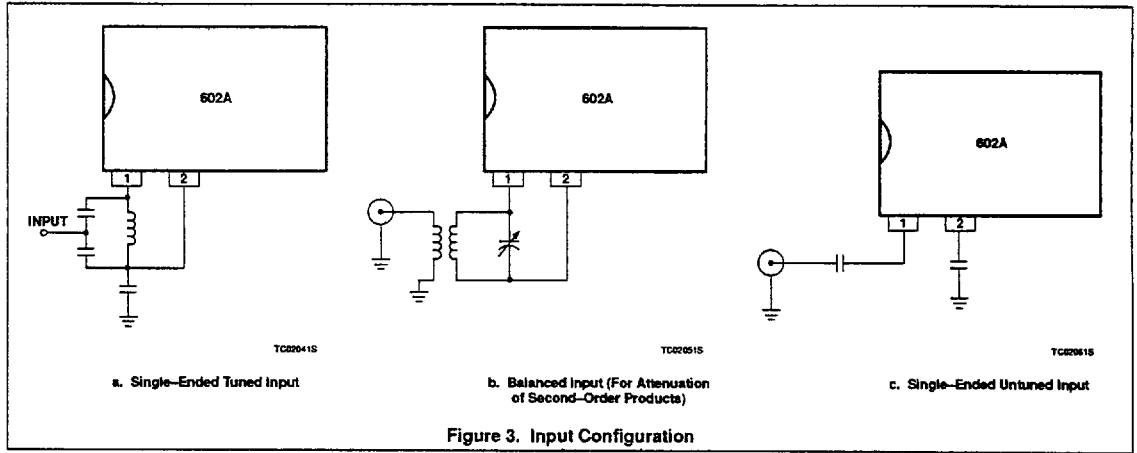 602A
1 2
INPUT
TC02041S
a. Single–Ended Tuned Input
602A
1 2
TC02051S
b. Balanced Input (For Attenuation
of Second–Order Products)
602A
1 2
TC02061S
c. Single–Ended Untuned Input
Figure 3. Input Configuration